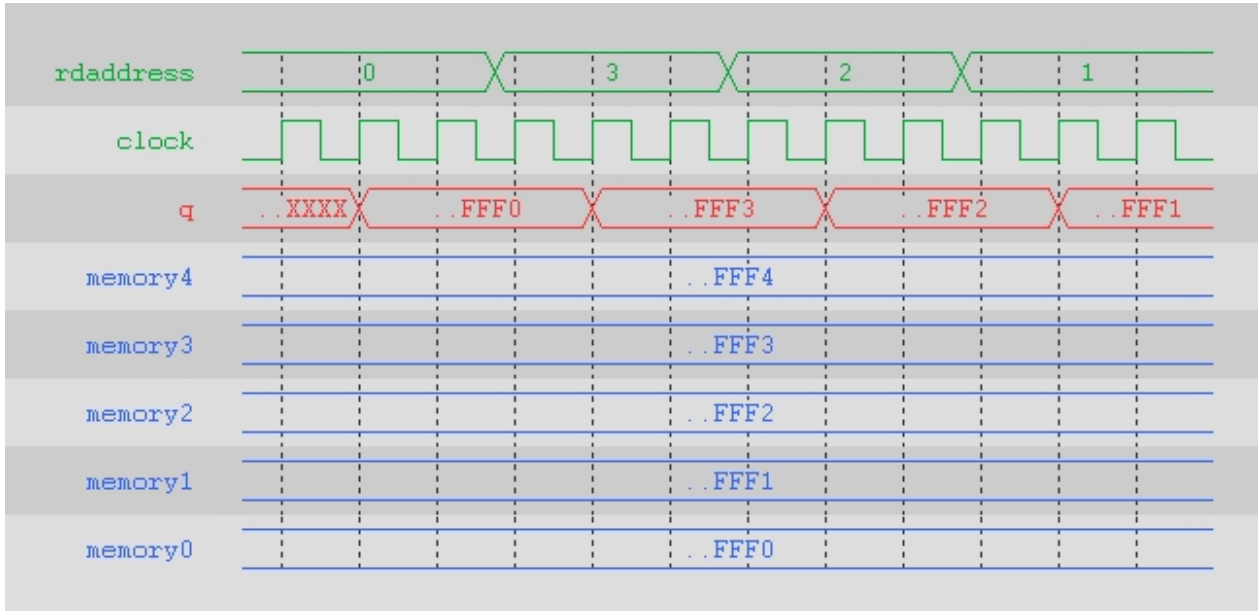 rdaddress 0 3 2 1
clock
q ..XXXX ..FFF0 ..FFF3 ..FFF2 ..FFF1
memory4 ..FFF4
memory3 ..FFF3
memory2 ..FFF2
memory1 ..FFF1
memory0 ..FFF0